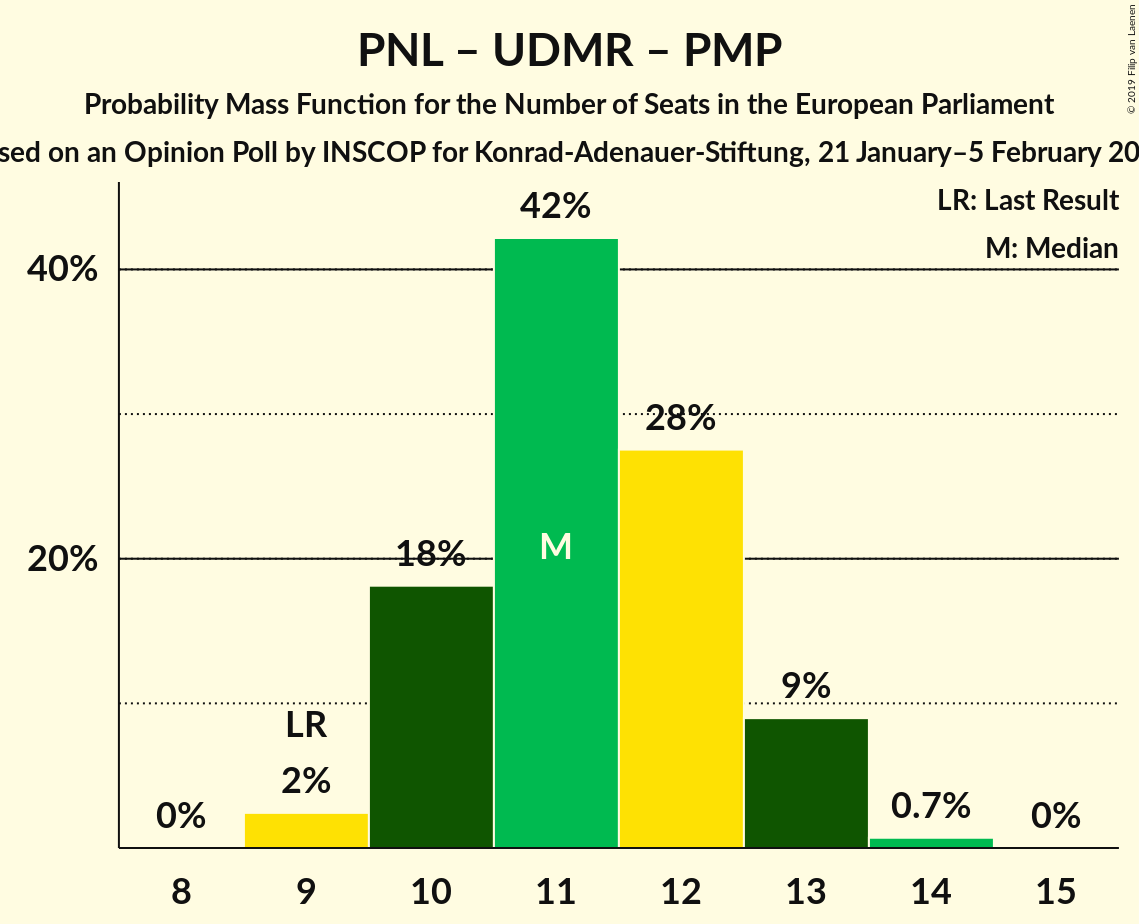 PNL – UDMR – PMP
Probability Mass Function for the Number of Seats in the European Parliament
sed on an Opinion Poll by INSCOP for Konrad-Adenauer-Stiftung, 21 January–5 February 20
© 2019 Filip van Laenen
LR: Last Result
M: Median
40%
20%
0%
LR
2%
18%
42%
M
28%
9%
0.7%
0%
8 9 10 11 12 13 14 15